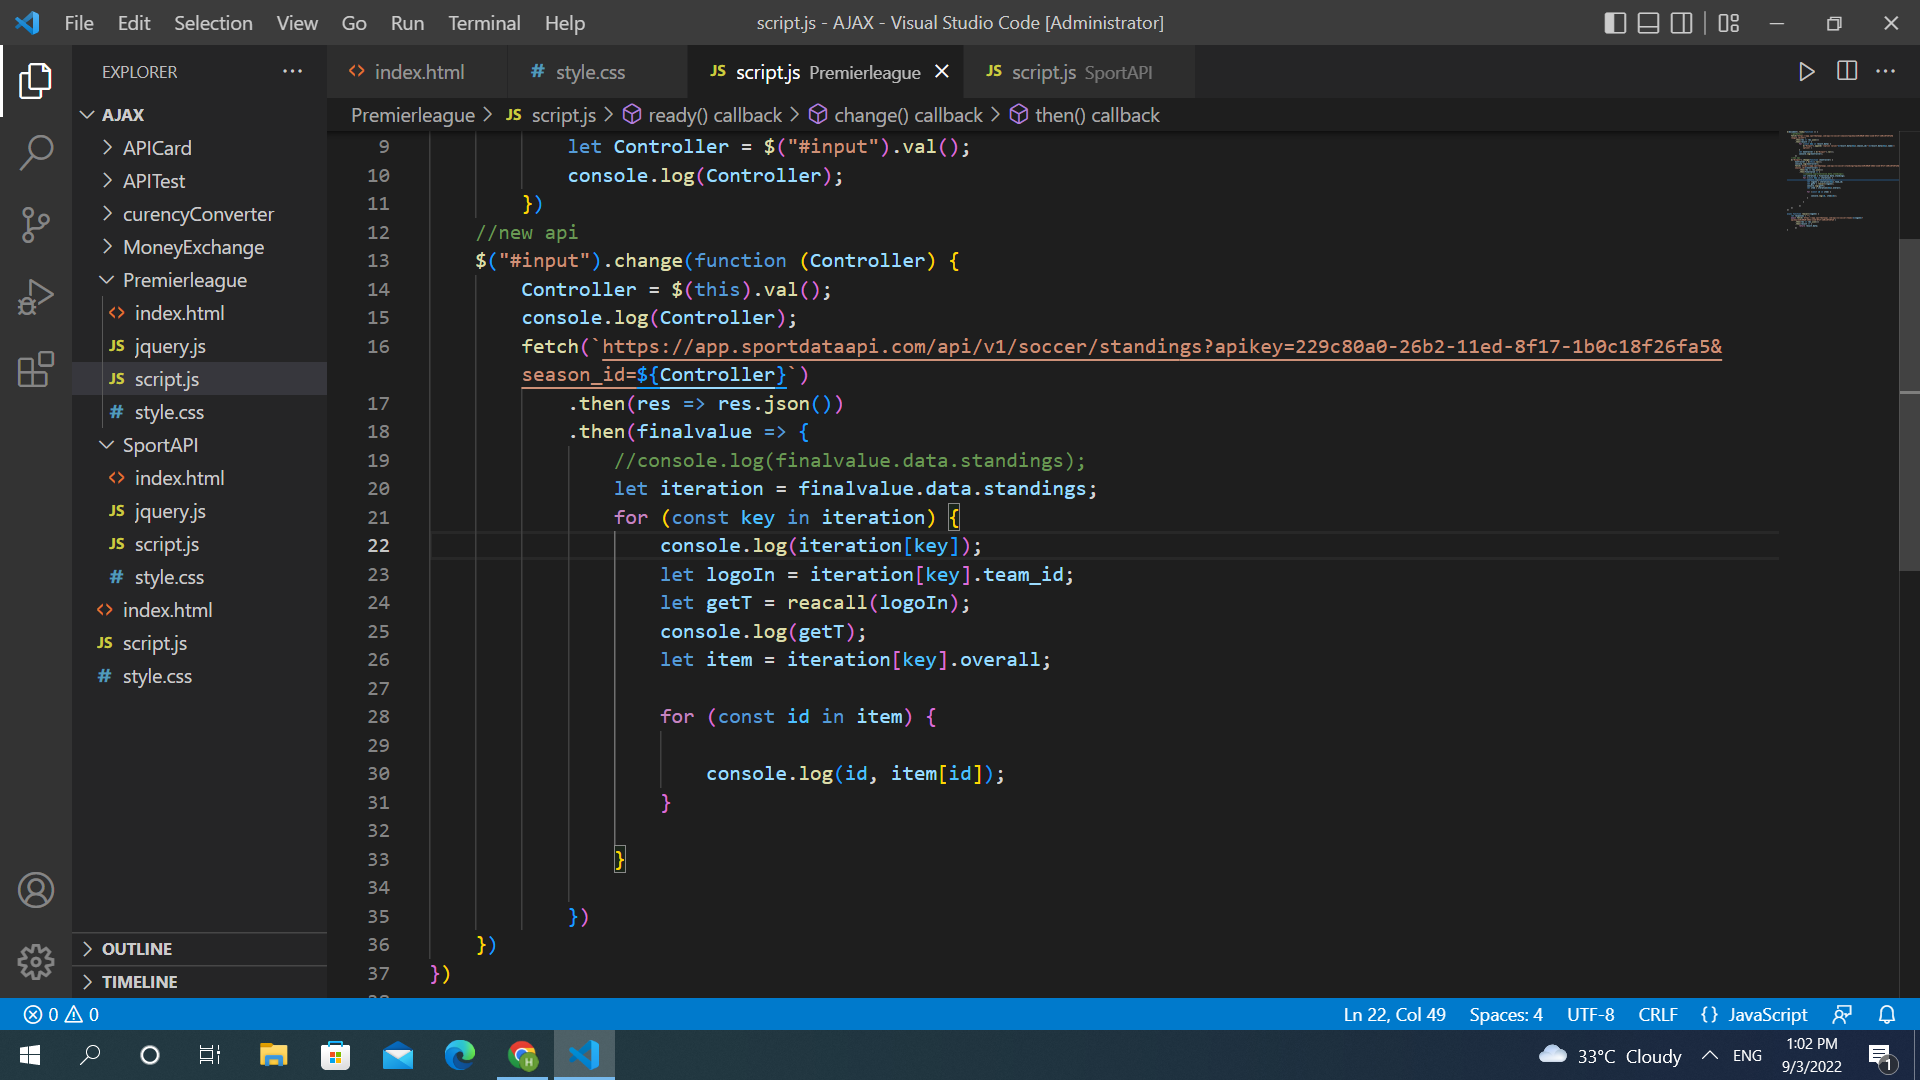 File Edit Selection View Go Run Terminal Help
script.js - AJAX - Visual Studio Code [Administrator]
EXPLORER
AJAX
APICard
APITest
curencyConverter
MoneyExchange
Premierleague
index.html
jquery.js
script.js
style.css
SportAPI
index.html
jquery.js
script.js
style.css
index.html
script.js
style.css
OUTLINE
TIMELINE
index.html
style.css
script.js Premierleague
script.js SportAPI
Premierleague > JS script.js > ready() callback > change() callback > then() callback
9 let Controller = $("#input").val();
10 console.log(Controller);
11 })
12 //new api
13 $("#input").change(function (Controller) {
14 Controller = $(this).val();
15 console.log(Controller);
16 fetch(`https://app.sportdataapi.com/api/v1/soccer/standings?apikey=229c80a0-26b2-11ed-8f17-1b0c18f26fa5&
season_id=${Controller}`)
17 .then(res => res.json())
18 .then(finalvalue => {
19 //console.log(finalvalue.data.standings);
20 let iteration = finalvalue.data.standings;
21 for (const key in iteration) {
22 console.log(iteration[key]);
23 let logoIn = iteration[key].team_id;
24 let getT = reacall(logoIn);
25 console.log(getT);
26 let item = iteration[key].overall;
27
28 for (const id in item) {
29
30 console.log(id, item[id]);
31 }
32
33 }
34
35 })
36 })
37 })
0 0
Ln 22, Col 49 Spaces: 4 UTF-8 CRLF {} JavaScript
33°C Cloudy ENG
1:02 PM
9/3/2022
1